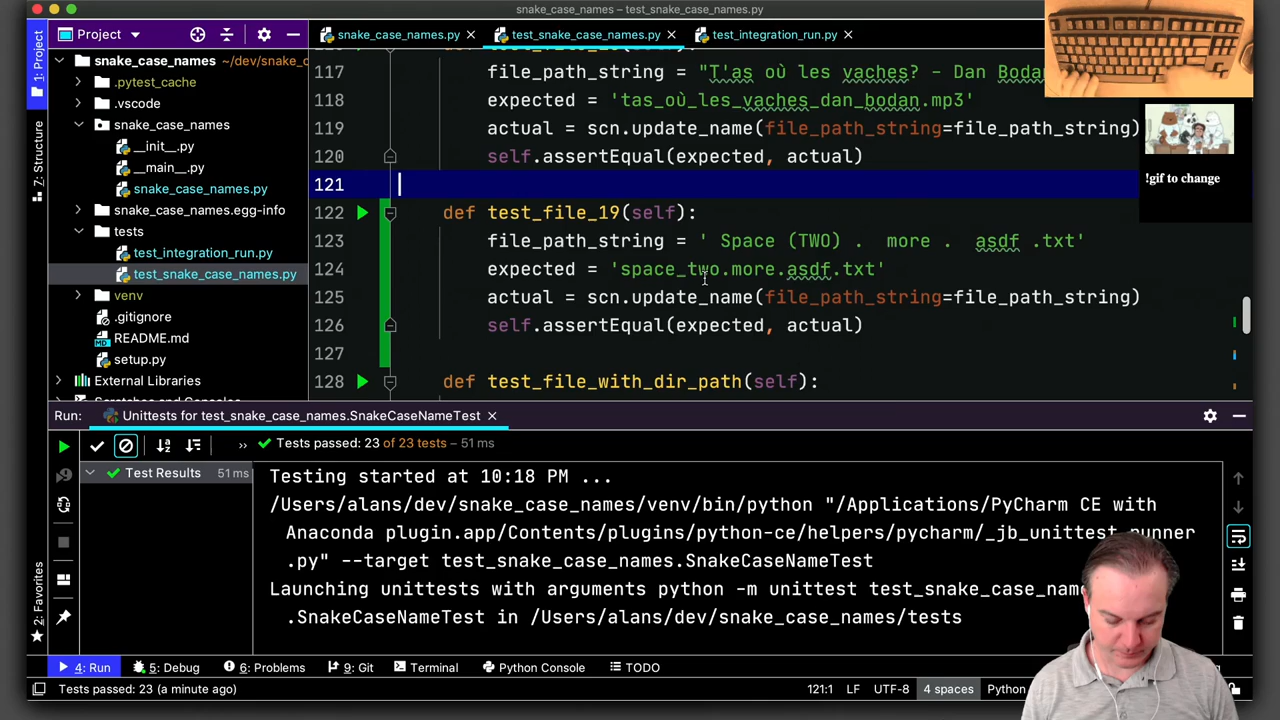 snake_case_names – test_snake_case_names.py
Project
snake_case_names.py
test_snake_case_names.py
test_integration_run.py
!gif to change
1: Project
7: Structure
2: Favorites
snake_case_names ~/dev/snake_c
.pytest_cache
.vscode
snake_case_names
__init__.py
__main__.py
snake_case_names.py
snake_case_names.egg-info
tests
test_integration_run.py
test_snake_case_names.py
venv
.gitignore
README.md
setup.py
External Libraries
117 file_path_string = "T'as où les vaches? - Dan Bodan
118 expected = 'tas_où_les_vaches_dan_bodan.mp3'
119 actual = scn.update_name(file_path_string=file_path_string)
120 self.assertEqual(expected, actual)
121
122 def test_file_19(self):
123 file_path_string = ' Space (TWO) .  more .  asdf .txt'
124 expected = 'space_two.more.asdf.txt'
125 actual = scn.update_name(file_path_string=file_path_string)
126 self.assertEqual(expected, actual)
127
128 def test_file_with_dir_path(self):
Run: Unittests for test_snake_case_names.SnakeCaseNameTest
Tests passed: 23 of 23 tests – 51 ms
Test Results 51 ms
Testing started at 10:18 PM ...
/Users/alans/dev/snake_case_names/venv/bin/python "/Applications/PyCharm CE with
Anaconda plugin.app/Contents/plugins/python-ce/helpers/pycharm/_jb_unittest_runner
.py" --target test_snake_case_names.SnakeCaseNameTest
Launching unittests with arguments python -m unittest test_snake_case_nam
.SnakeCaseNameTest in /Users/alans/dev/snake_case_names/tests
4: Run
5: Debug
6: Problems
9: Git
Terminal
Python Console
TODO
Tests passed: 23 (a minute ago)
121:1
LF
UTF-8
4 spaces
Python